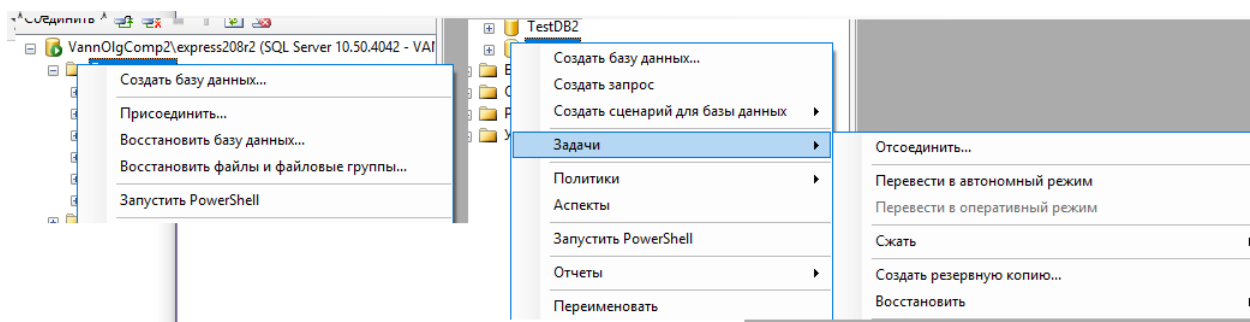 Соединить
VannOlgComp2\express208r2 (SQL Server 10.50.4042 - VAN
Создать базу данных...
Присоединить...
Восстановить базу данных...
Восстановить файлы и файловые группы...
Запустить PowerShell
TestDB2
Создать базу данных...
Создать запрос
Создать сценарий для базы данных
Задачи
Политики
Аспекты
Запустить PowerShell
Отчеты
Переименовать
Отсоединить...
Перевести в автономный режим
Перевести в оперативный режим
Сжать
Создать резервную копию...
Восстановить